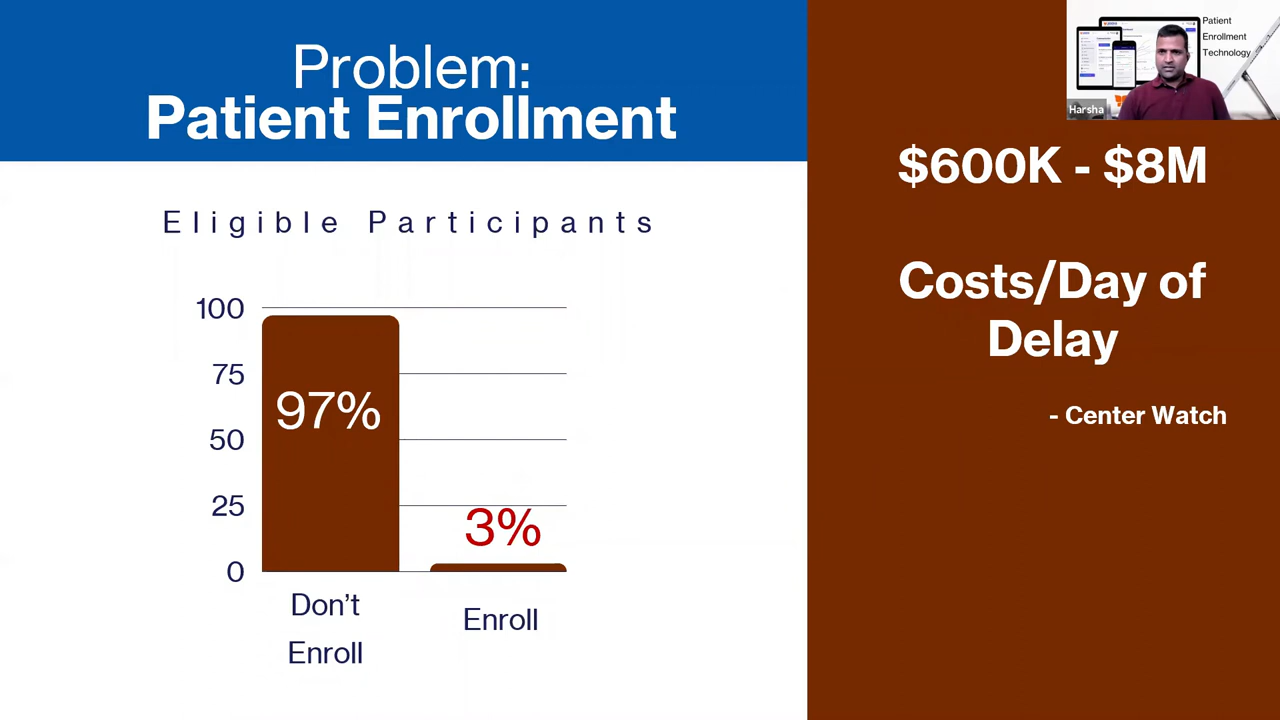 Problem:
Patient Enrollment
Eligible Participants
100
75
50
25
0
97%
3%
Don't
Enroll
Enroll
Patient
Enrollment
Technology
Harsha
$600K - $8M
Costs/Day of
Delay
- Center Watch